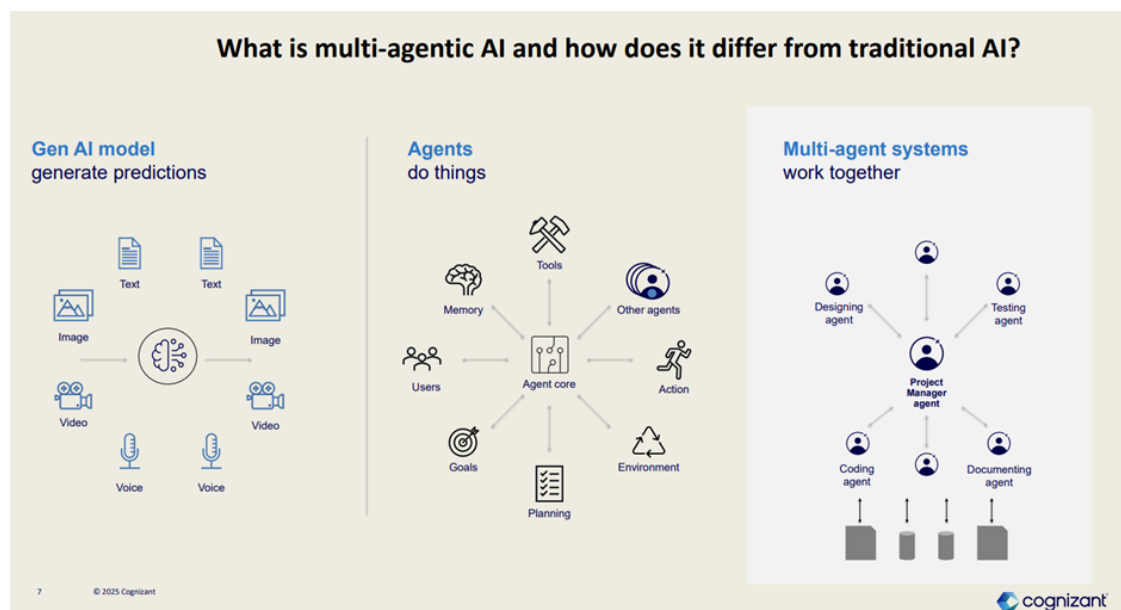 What is multi-agentic AI and how does it differ from traditional AI?
Gen AI model
generate predictions
Text
Text
Image
Image
Video
Video
Voice
Voice
Agents
do things
Tools
Memory
Other agents
Users
Agent core
Action
Goals
Environment
Planning
Multi-agent systems
work together
Designing
agent
Testing
agent
Project
Manager
agent
Coding
agent
Documenting
agent
7
© 2025 Cognizant
cognizant